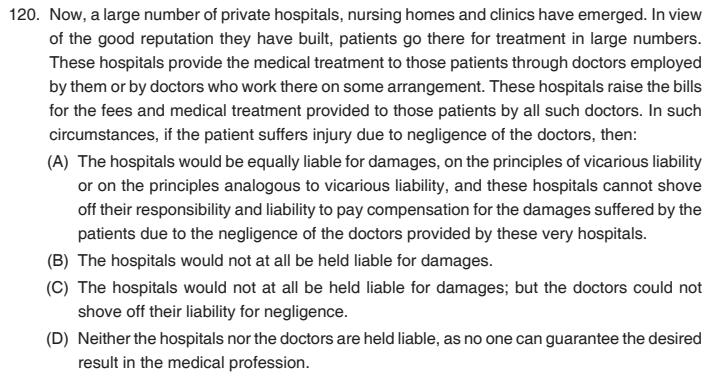 120. Now, a large number of private hospitals, nursing homes and clinics have emerged. In view
of the good reputation they have built, patients go there for treatment in large numbers.
These hospitals provide the medical treatment to those patients through doctors employed
by them or by doctors who work there on some arrangement. These hospitals raise the bills
for the fees and medical treatment provided to those patients by all such doctors. In such
circumstances, if the patient suffers injury due to negligence of the doctors, then:
(A) The hospitals would be equally liable for damages, on the principles of vicarious liability
or on the principles analogous to vicarious liability, and these hospitals cannot shove
off their responsibility and liability to pay compensation for the damages suffered by the
patients due to the negligence of the doctors provided by these very hospitals.
(B) The hospitals would not at all be held liable for damages.
(C) The hospitals would not at all be held liable for damages; but the doctors could not
shove off their liability for negligence.
(D) Neither the hospitals nor the doctors are held liable, as no one can guarantee the desired
result in the medical profession.